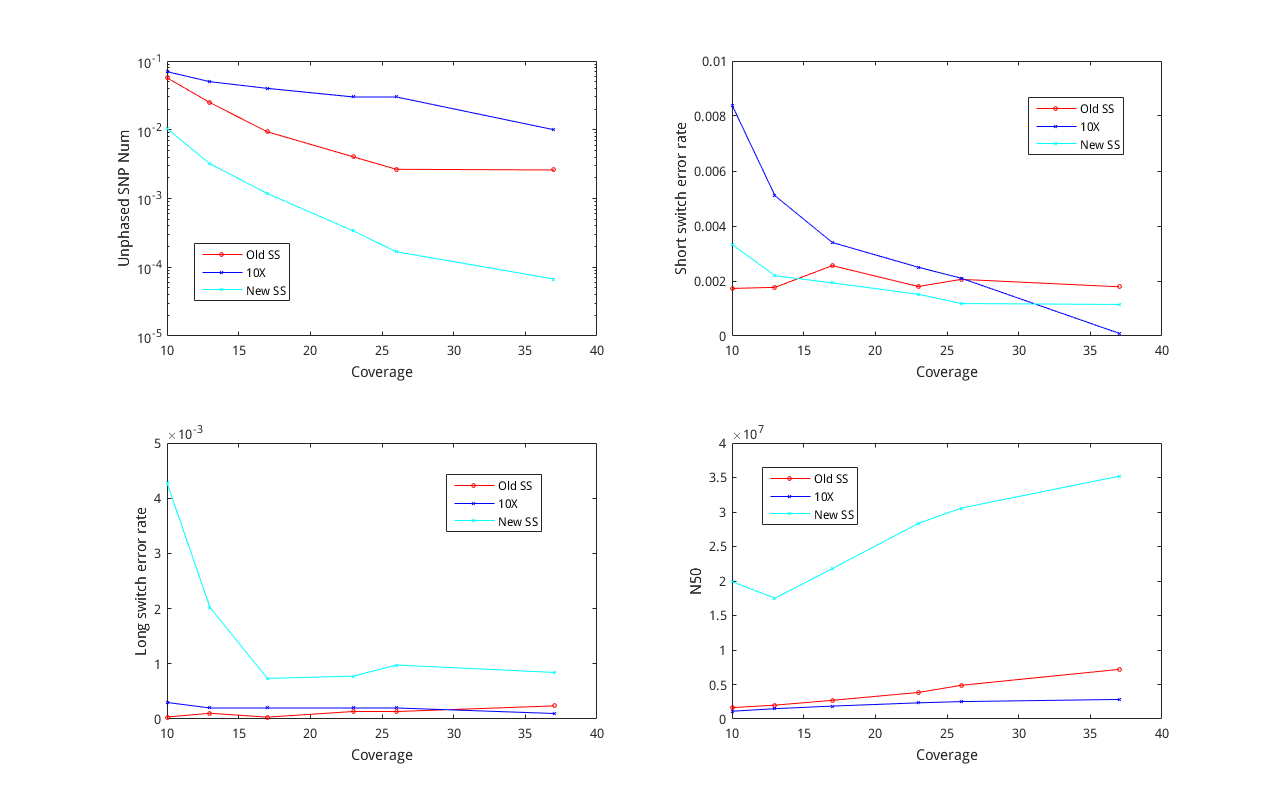 10^-1
10^-2
10^-3
10^-4
10^-5
Unphased SNP Num
Old SS
10X
New SS
10 15 20 25 30 35 40
Coverage
0.01
0.008
0.006
0.004
0.002
0
Short switch error rate
Old SS
10X
New SS
10 15 20 25 30 35 40
Coverage
×10^-3
5
4
3
2
1
0
Long switch error rate
Old SS
10X
New SS
10 15 20 25 30 35 40
Coverage
×10^7
4
3.5
3
2.5
2
1.5
1
0.5
0
N50
Old SS
10X
New SS
10 15 20 25 30 35 40
Coverage